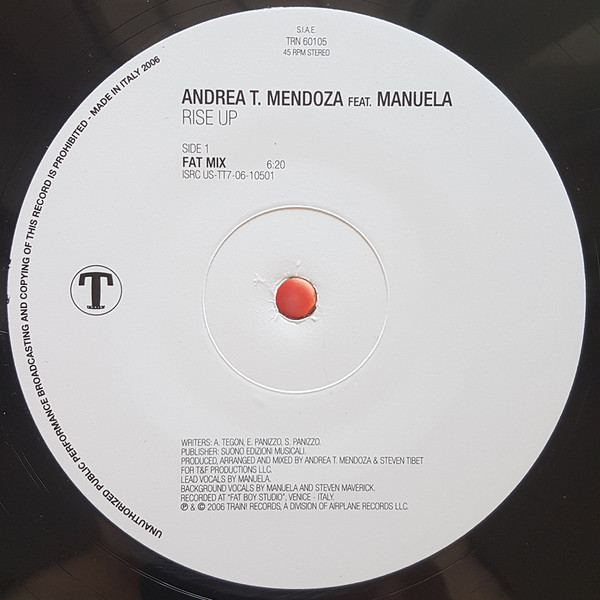 S.I.A.E.
TRN 60105
45 RPM STEREO
ANDREA T. MENDOZA FEAT. MANUELA
RISE UP
SIDE 1
FAT MIX 6:20
ISRC US-TT7-06-10501
T
WRITERS: A. TEGON, E. PANIZZO, S. PANIZZO.
PUBLISHER: SUONO EDIZIONI MUSICALI.
PRODUCED, ARRANGED AND MIXED BY ANDREA T. MENDOZA & STEVEN TIBET
FOR T&F PRODUCTIONS LLC.
LEAD VOCALS BY MANUELA.
BACKGROUND VOCALS BY MANUELA AND STEVEN MAVERICK.
RECORDED AT "FAT BOY STUDIO", VENICE - ITALY.
℗ & © 2006 TRAIN! RECORDS, A DIVISION OF AIRPLANE RECORDS LLC.
UNAUTHORIZED PUBLIC PERFORMANCE BROADCASTING AND COPYING OF THIS RECORD IS PROHIBITED - MADE IN ITALY 2006